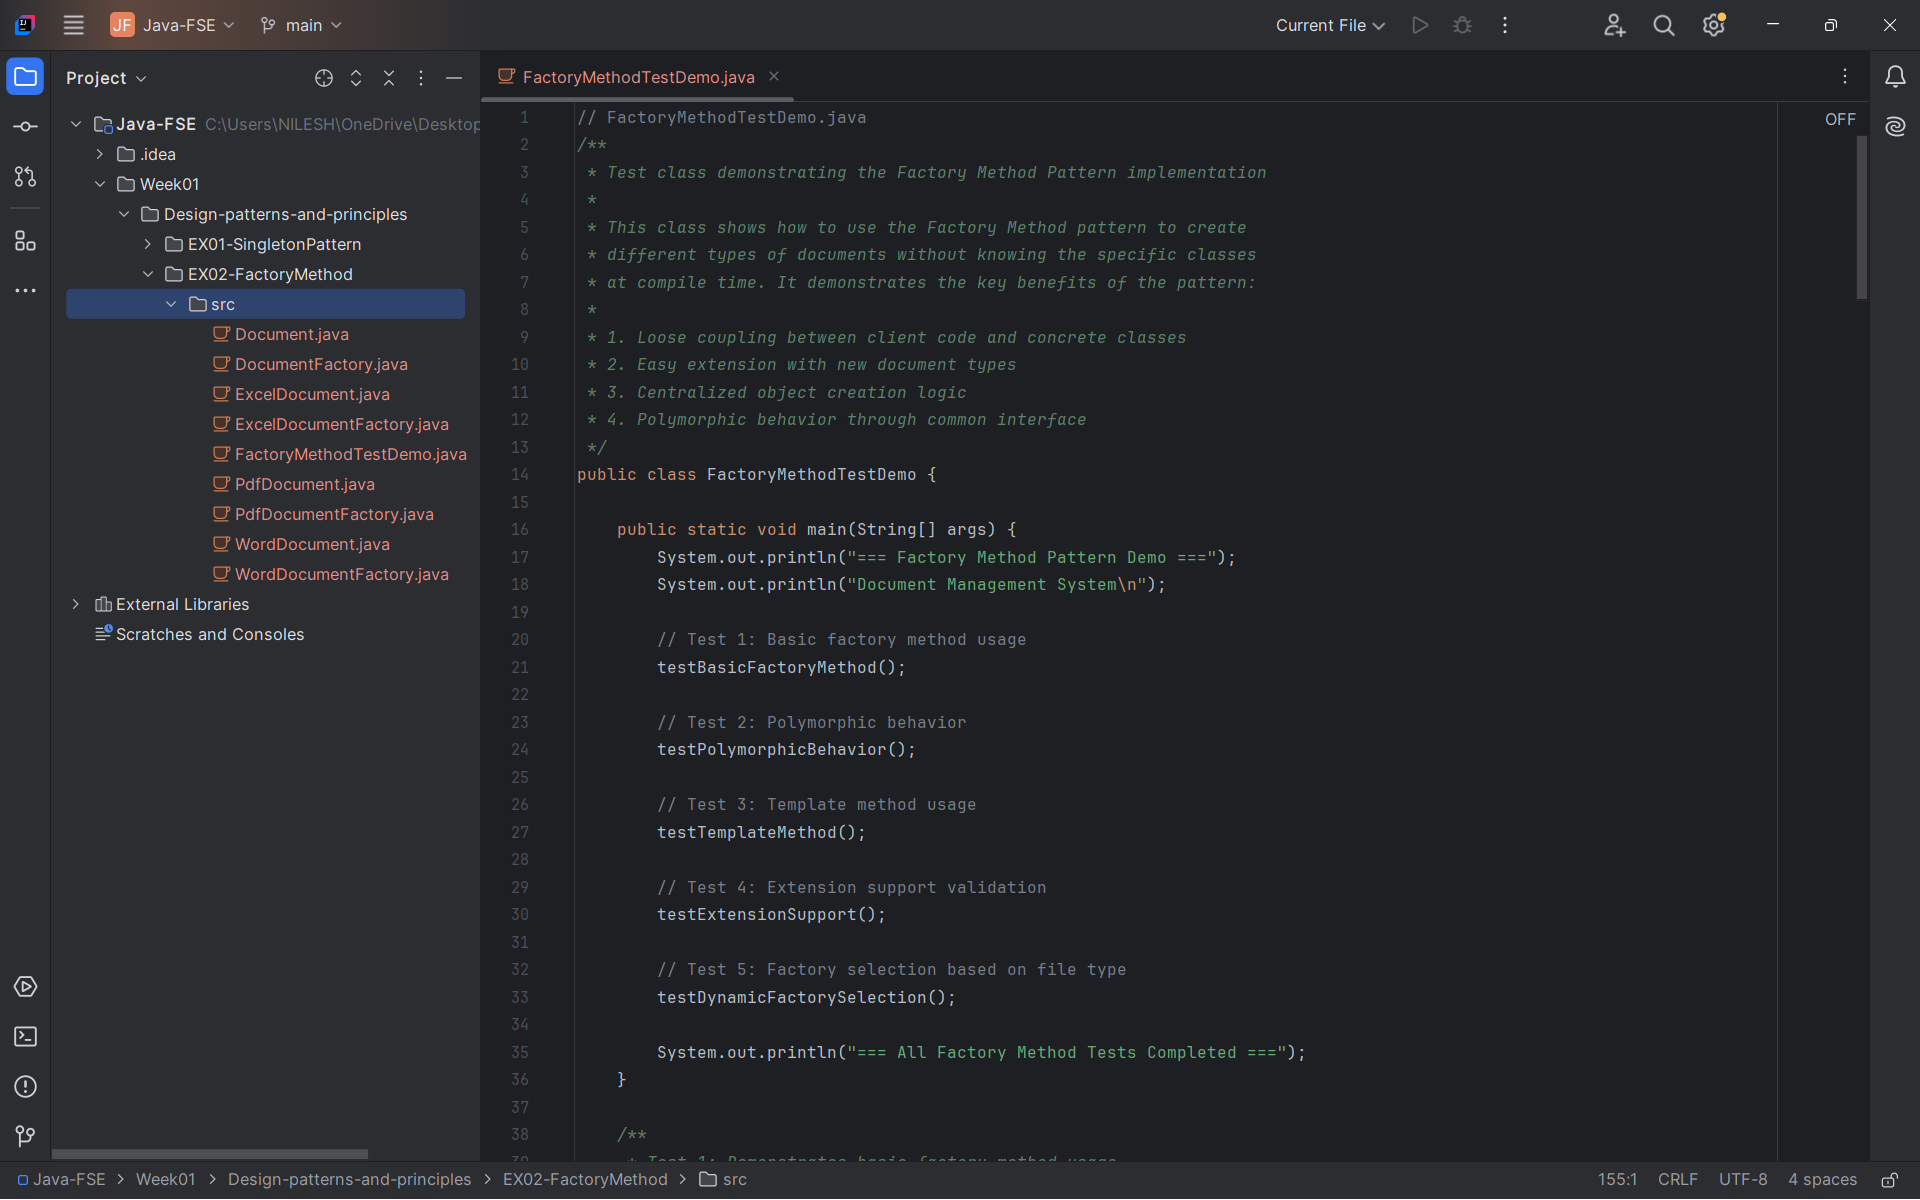 JF Java-FSE main Current File
Project
FactoryMethodTestDemo.java
Java-FSE C:\Users\NILESH\OneDrive\Desktop
.idea
Week01
Design-patterns-and-principles
EX01-SingletonPattern
EX02-FactoryMethod
src
Document.java
DocumentFactory.java
ExcelDocument.java
ExcelDocumentFactory.java
FactoryMethodTestDemo.java
PdfDocument.java
PdfDocumentFactory.java
WordDocument.java
WordDocumentFactory.java
External Libraries
Scratches and Consoles
OFF
1 // FactoryMethodTestDemo.java
2 /**
3 * Test class demonstrating the Factory Method Pattern implementation
4 *
5 * This class shows how to use the Factory Method pattern to create
6 * different types of documents without knowing the specific classes
7 * at compile time. It demonstrates the key benefits of the pattern:
8 *
9 * 1. Loose coupling between client code and concrete classes
10 * 2. Easy extension with new document types
11 * 3. Centralized object creation logic
12 * 4. Polymorphic behavior through common interface
13 */
14 public class FactoryMethodTestDemo {
15
16 public static void main(String[] args) {
17 System.out.println("=== Factory Method Pattern Demo ===");
18 System.out.println("Document Management System\n");
19
20 // Test 1: Basic factory method usage
21 testBasicFactoryMethod();
22
23 // Test 2: Polymorphic behavior
24 testPolymorphicBehavior();
25
26 // Test 3: Template method usage
27 testTemplateMethod();
28
29 // Test 4: Extension support validation
30 testExtensionSupport();
31
32 // Test 5: Factory selection based on file type
33 testDynamicFactorySelection();
34
35 System.out.println("=== All Factory Method Tests Completed ===");
36 }
37
38 /**
39 * Test 1: Demonstrates basic factory method usage
Java-FSE > Week01 > Design-patterns-and-principles > EX02-FactoryMethod > src
155:1 CRLF UTF-8 4 spaces